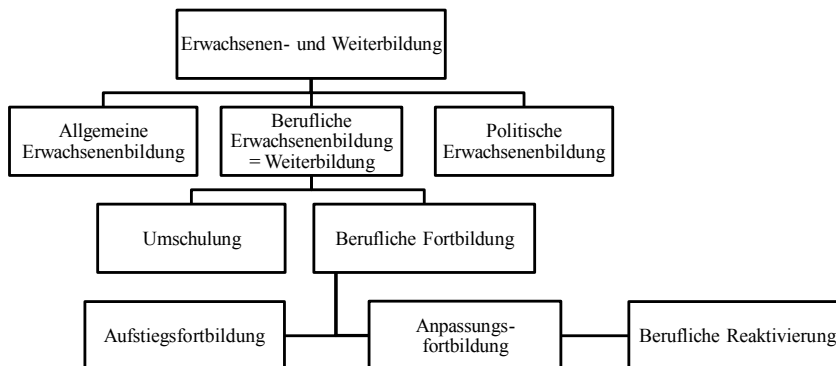 Erwachsenen- und Weiterbildung
Allgemeine
Erwachsenenbildung
Berufliche
Erwachsenenbildung
= Weiterbildung
Politische
Erwachsenenbildung
Umschulung
Berufliche Fortbildung
Aufstiegsfortbildung
Anpassungs-
fortbildung
Berufliche Reaktivierung